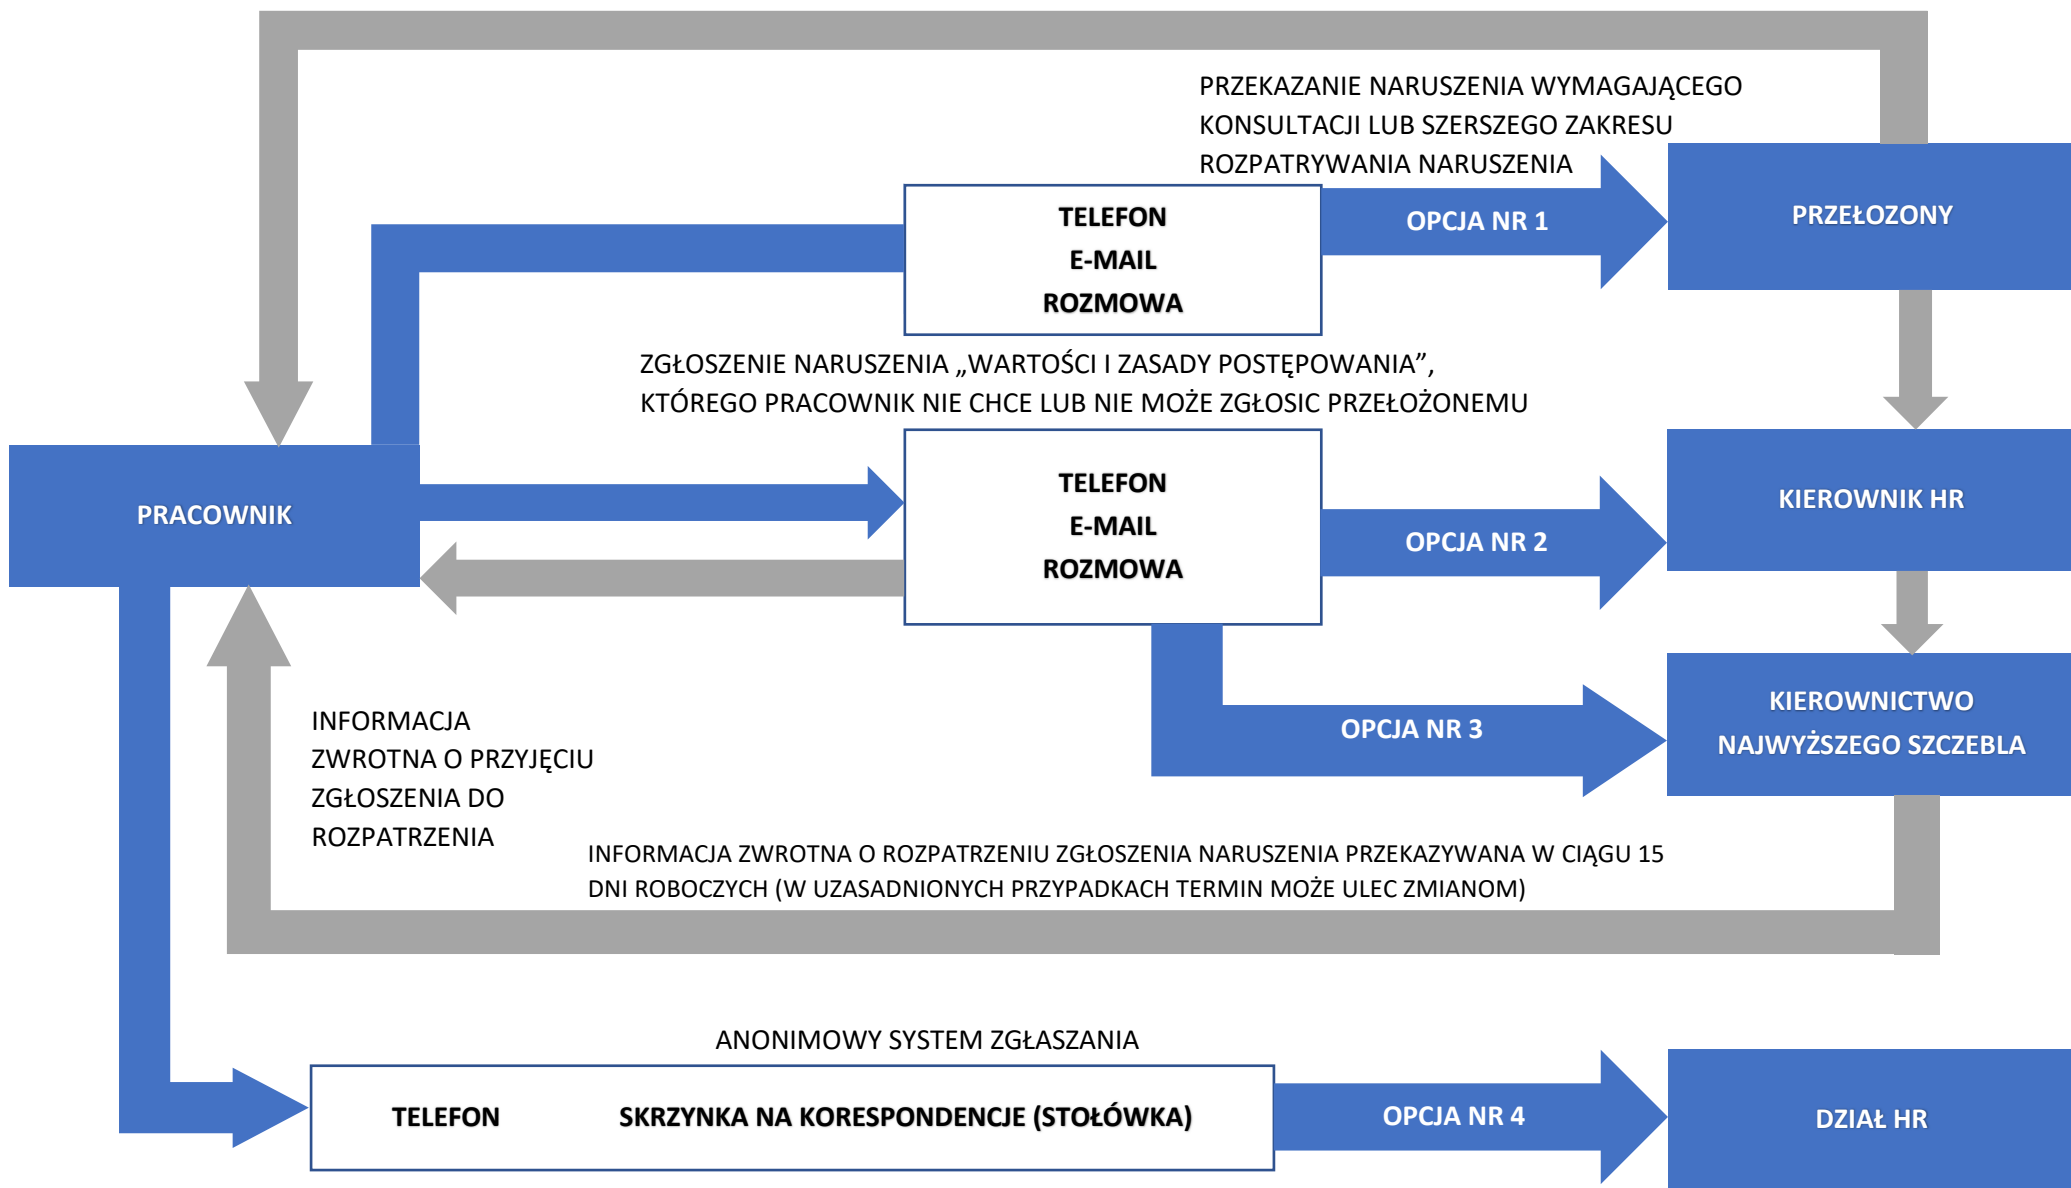 PRZEKAZANIE NARUSZENIA WYMAGAJĄCEGO
KONSULTACJI LUB SZERSZEGO ZAKRESU
ROZPATRYWANIA NARUSZENIA
TELEFON
E-MAIL
ROZMOWA
OPCJA NR 1
PRZEŁOZONY
ZGŁOSZENIE NARUSZENIA „WARTOŚCI I ZASADY POSTĘPOWANIA”,
KTÓREGO PRACOWNIK NIE CHCE LUB NIE MOŻE ZGŁOSIC PRZEŁOŻONEMU
PRACOWNIK
TELEFON
E-MAIL
ROZMOWA
OPCJA NR 2
KIEROWNIK HR
OPCJA NR 3
KIEROWNICTWO
NAJWYŻSZEGO SZCZEBLA
INFORMACJA
ZWROTNA O PRZYJĘCIU
ZGŁOSZENIA DO
ROZPATRZENIA
INFORMACJA ZWROTNA O ROZPATRZENIU ZGŁOSZENIA NARUSZENIA PRZEKAZYWANA W CIĄGU 15
DNI ROBOCZYCH (W UZASADNIONYCH PRZYPADKACH TERMIN MOŻE ULEC ZMIANOM)
ANONIMOWY SYSTEM ZGŁASZANIA
TELEFON SKRZYNKA NA KORESPONDENCJE (STOŁÓWKA)
OPCJA NR 4
DZIAŁ HR